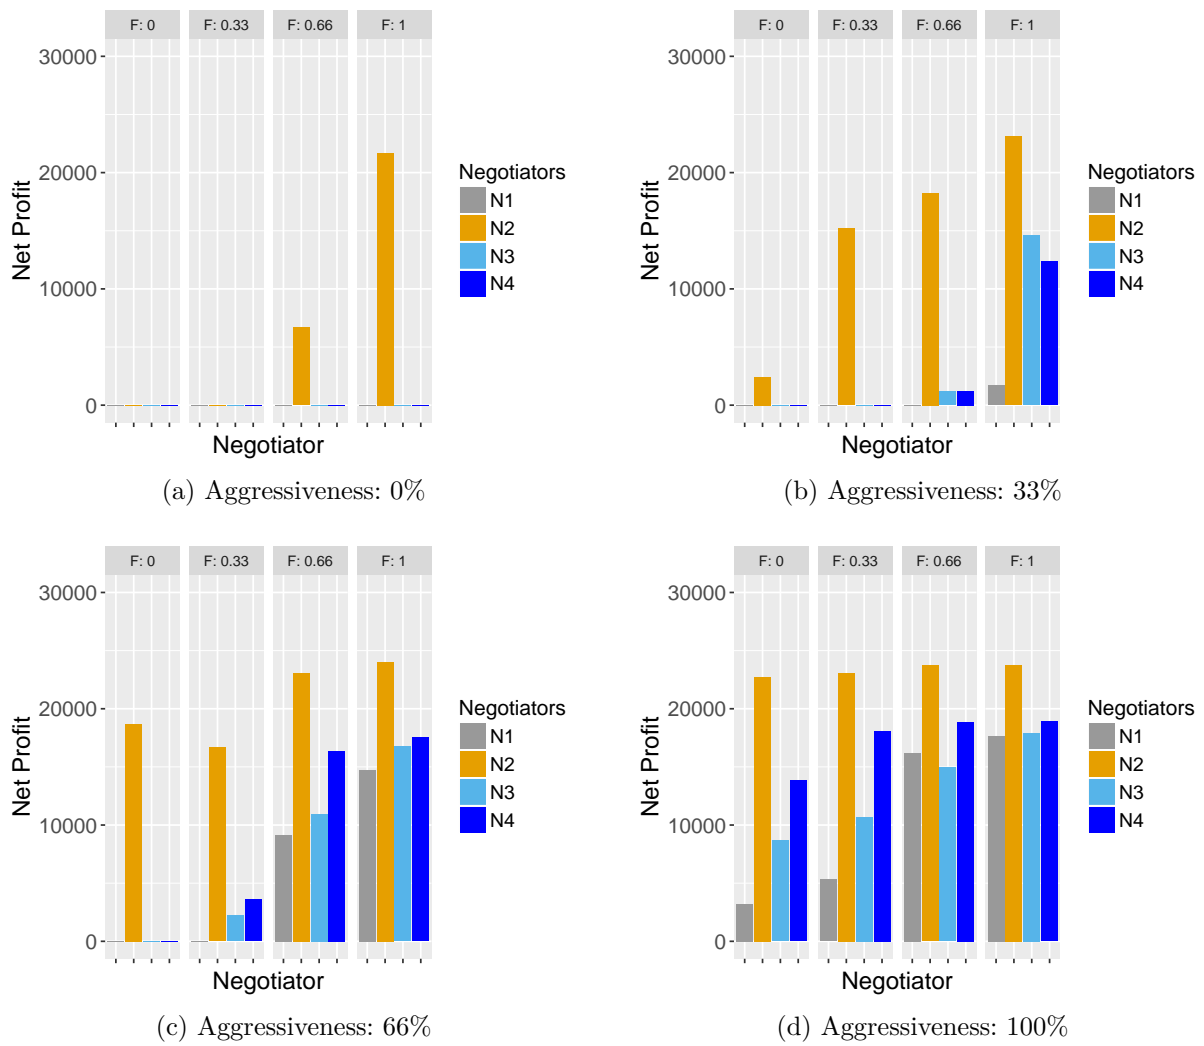 F: 0 F: 0.33 F: 0.66 F: 1
30000
20000
10000
0
Net Profit
Negotiator
Negotiators
N1
N2
N3
N4
(a) Aggressiveness: 0%
F: 0 F: 0.33 F: 0.66 F: 1
30000
20000
10000
0
Net Profit
Negotiator
Negotiators
N1
N2
N3
N4
(b) Aggressiveness: 33%
F: 0 F: 0.33 F: 0.66 F: 1
30000
20000
10000
0
Net Profit
Negotiator
Negotiators
N1
N2
N3
N4
(c) Aggressiveness: 66%
F: 0 F: 0.33 F: 0.66 F: 1
30000
20000
10000
0
Net Profit
Negotiator
Negotiators
N1
N2
N3
N4
(d) Aggressiveness: 100%